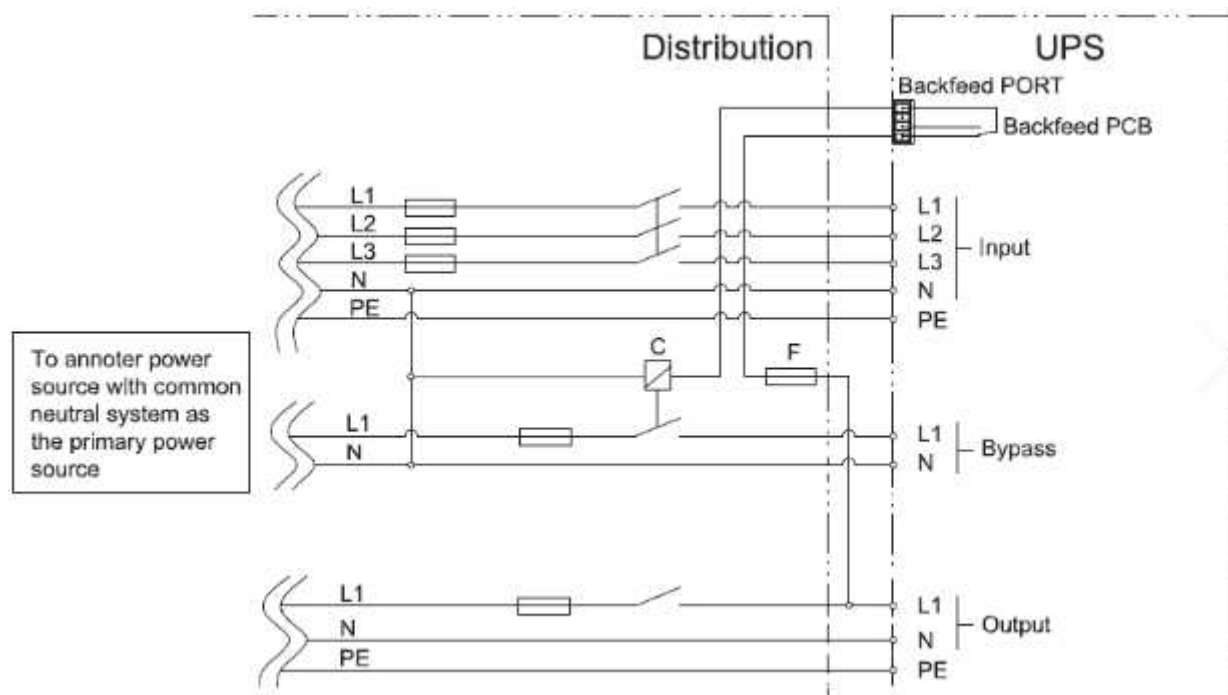 Distribution
UPS
Backfeed PORT
Backfeed PCB
L1
L2
L3
N
PE
L1
L2
L3
N
PE
Input
To annoter power
source with common
neutral system as
the primary power
source
C
F
L1
N
L1
N
Bypass
L1
N
PE
L1
N
PE
Output